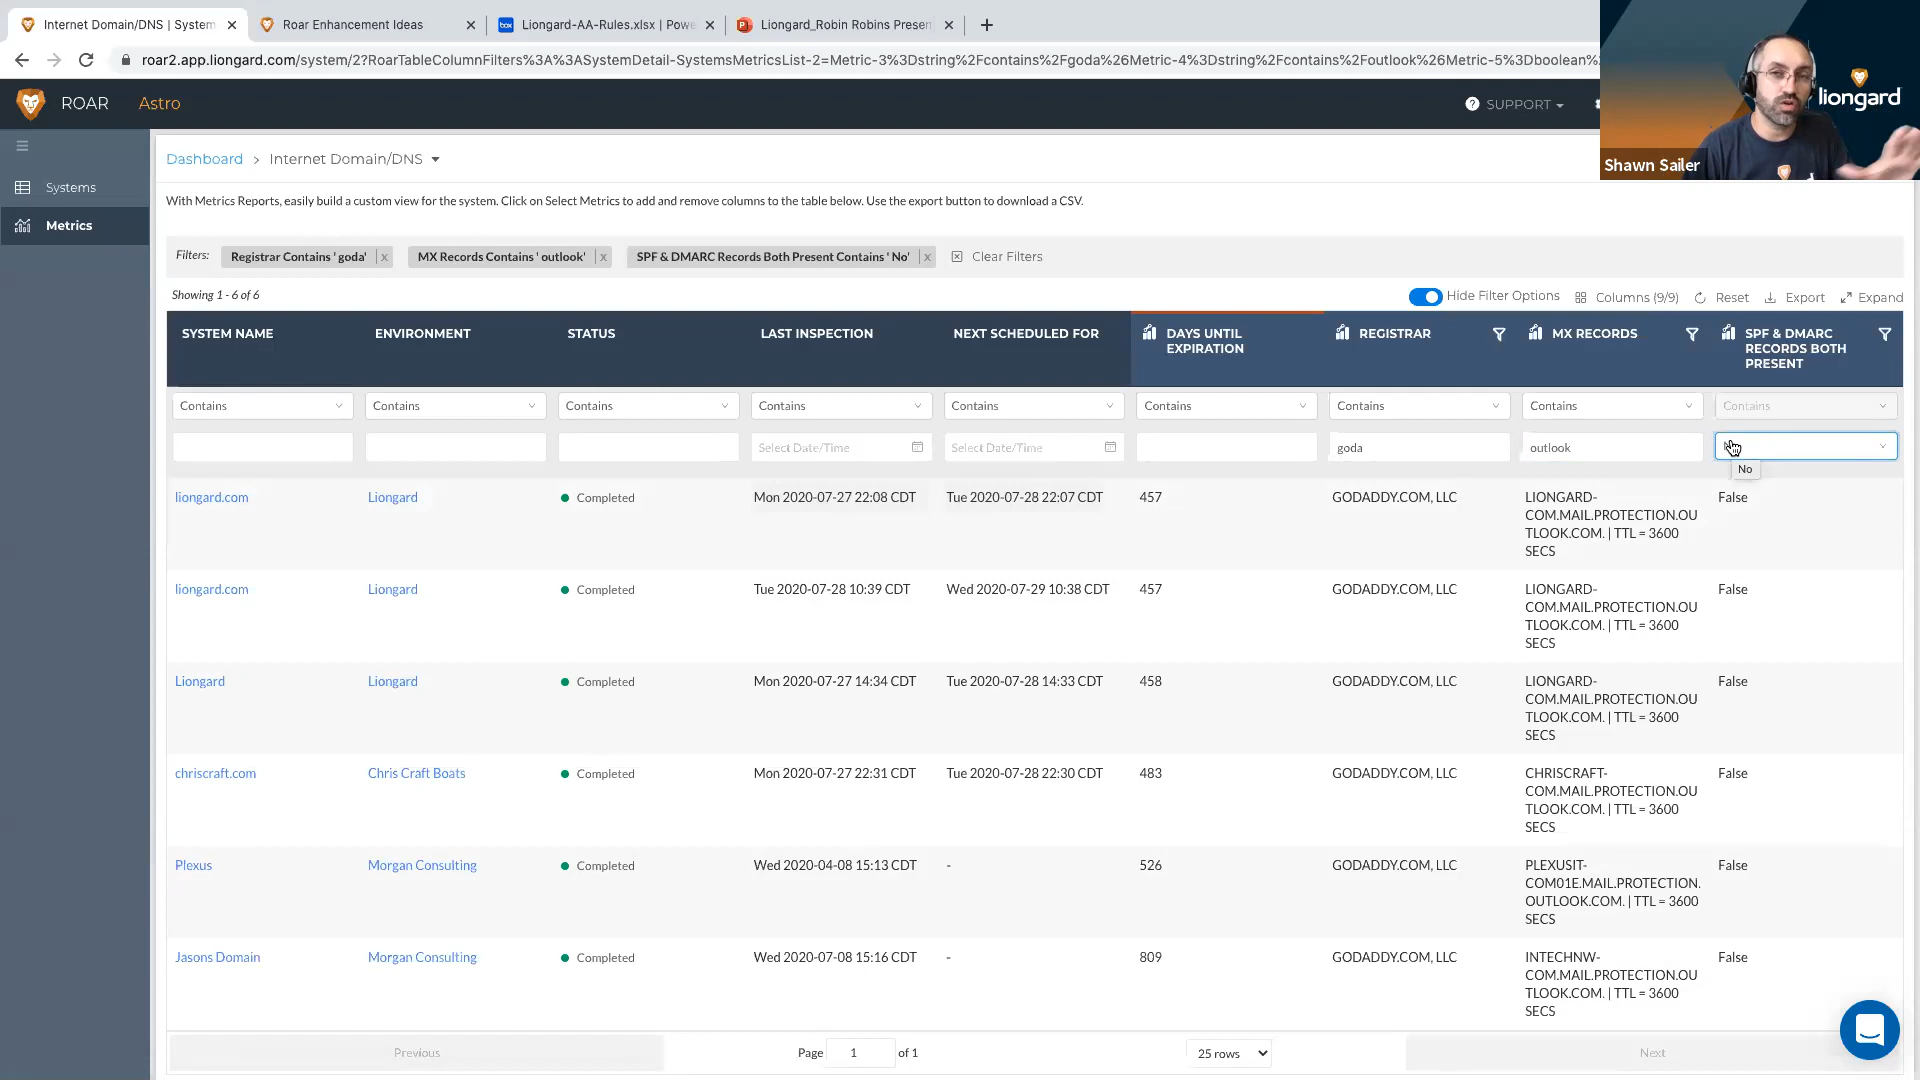 Internet Domain/DNS | System
Roar Enhancement Ideas
box
Liongard-AA-Rules.xlsx | Powe
Liongard_Robin Robins Presen
roar2.app.liongard.com/system/2?RoarTableColumnFilters%3A%3ASystemDetail-SystemsMetricsList-2=Metric-3%3Dstring%2Fcontains%2Fgoda%26Metric-4%3Dstring%2Fcontains%2Foutlook%26Metric-5%3Dboolean%
ROAR
Astro
SUPPORT
liongard
Shawn Sailer
Systems
Metrics
Dashboard > Internet Domain/DNS
With Metrics Reports, easily build a custom view for the system. Click on Select Metrics to add and remove columns to the table below. Use the export button to download a CSV.
Filters: Registrar Contains ' goda' x MX Records Contains ' outlook' x SPF & DMARC Records Both Present Contains ' No' x Clear Filters
Showing 1 - 6 of 6
Hide Filter Options Columns (9/9) Reset Export Expand
SYSTEM NAME ENVIRONMENT STATUS LAST INSPECTION NEXT SCHEDULED FOR DAYS UNTIL EXPIRATION REGISTRAR MX RECORDS SPF & DMARC RECORDS BOTH PRESENT
Contains Contains Contains Contains Contains Contains Contains Contains Contains
Select Date/Time Select Date/Time goda outlook
No
liongard.com Liongard Completed Mon 2020-07-27 22:08 CDT Tue 2020-07-28 22:07 CDT 457 GODADDY.COM, LLC LIONGARD- False
COM.MAIL.PROTECTION.OU
TLOOK.COM. | TTL = 3600
SECS
liongard.com Liongard Completed Tue 2020-07-28 10:39 CDT Wed 2020-07-29 10:38 CDT 457 GODADDY.COM, LLC LIONGARD- False
COM.MAIL.PROTECTION.OU
TLOOK.COM. | TTL = 3600
SECS
Liongard Liongard Completed Mon 2020-07-27 14:34 CDT Tue 2020-07-28 14:33 CDT 458 GODADDY.COM, LLC LIONGARD- False
COM.MAIL.PROTECTION.OU
TLOOK.COM. | TTL = 3600
SECS
chriscraft.com Chris Craft Boats Completed Mon 2020-07-27 22:31 CDT Tue 2020-07-28 22:30 CDT 483 GODADDY.COM, LLC CHRISCRAFT- False
COM.MAIL.PROTECTION.OU
TLOOK.COM. | TTL = 3600
SECS
Plexus Morgan Consulting Completed Wed 2020-04-08 15:13 CDT - 526 GODADDY.COM, LLC PLEXUSIT- False
COM01E.MAIL.PROTECTION.
OUTLOOK.COM. | TTL = 3600
SECS
Jasons Domain Morgan Consulting Completed Wed 2020-07-08 15:16 CDT - 809 GODADDY.COM, LLC INTECHNW- False
COM.MAIL.PROTECTION.OU
TLOOK.COM. | TTL = 3600
SECS
Previous Page 1 of 1 25 rows Next